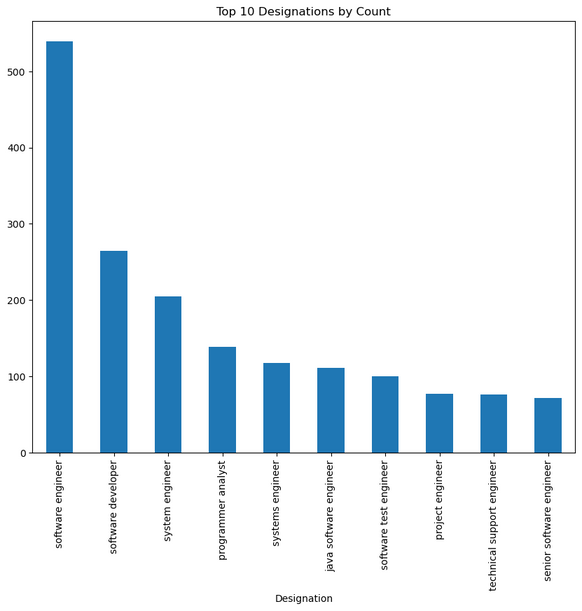 Top 10 Designations by Count
500
400
300
200
100
0
software engineer
software developer
system engineer
programmer analyst
systems engineer
java software engineer
software test engineer
project engineer
technical support engineer
senior software engineer
Designation